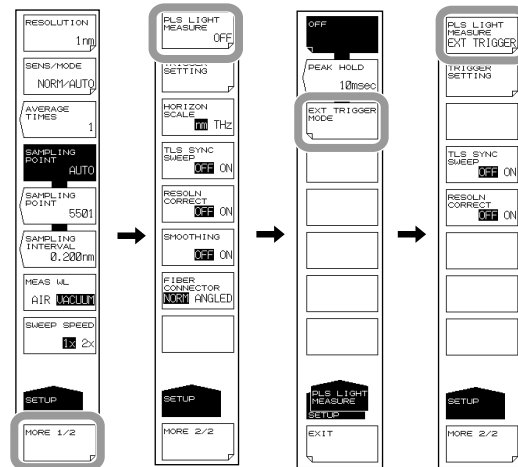 RESOLUTION
1nm
SENS/MODE
NORM/AUTO
AVERAGE
TIMES
1
SAMPLING
POINT
AUTO
SAMPLING
POINT
5501
SAMPLING
INTERVAL
0.200nm
MEAS WL
AIR VACUUM
SWEEP SPEED
1x 2x
SETUP
MORE 1/2
PLS LIGHT
MEASURE
OFF
TRIGGER
SETTING
HORIZON
SCALE
nm THz
TLS SYNC
SWEEP
OFF ON
RESOLN
CORRECT
OFF ON
SMOOTHING
OFF ON
FIBER
CONNECTOR
NORM ANGLED
SETUP
MORE 2/2
OFF
PEAK HOLD
10msec
EXT TRIGGER
MODE
PLS LIGHT
MEASURE
SETUP
EXIT
PLS LIGHT
MEASURE
EXT TRIGGER
TRIGGER
SETTING
TLS SYNC
SWEEP
OFF ON
RESOLN
CORRECT
OFF ON
SETUP
MORE 2/2